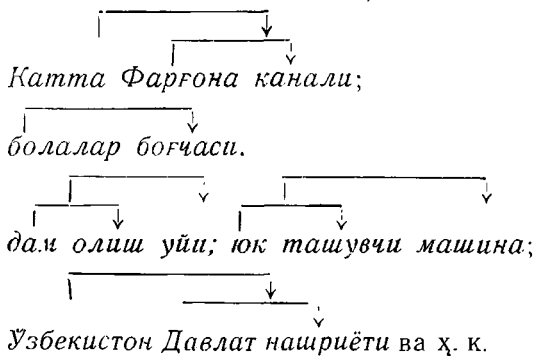 Катта Фарғона канали;
болалар боғчаси.
дам олиш уйи; юк ташувчи машина;
Ўзбекистон Давлат нашриёти ва ҳ. к.